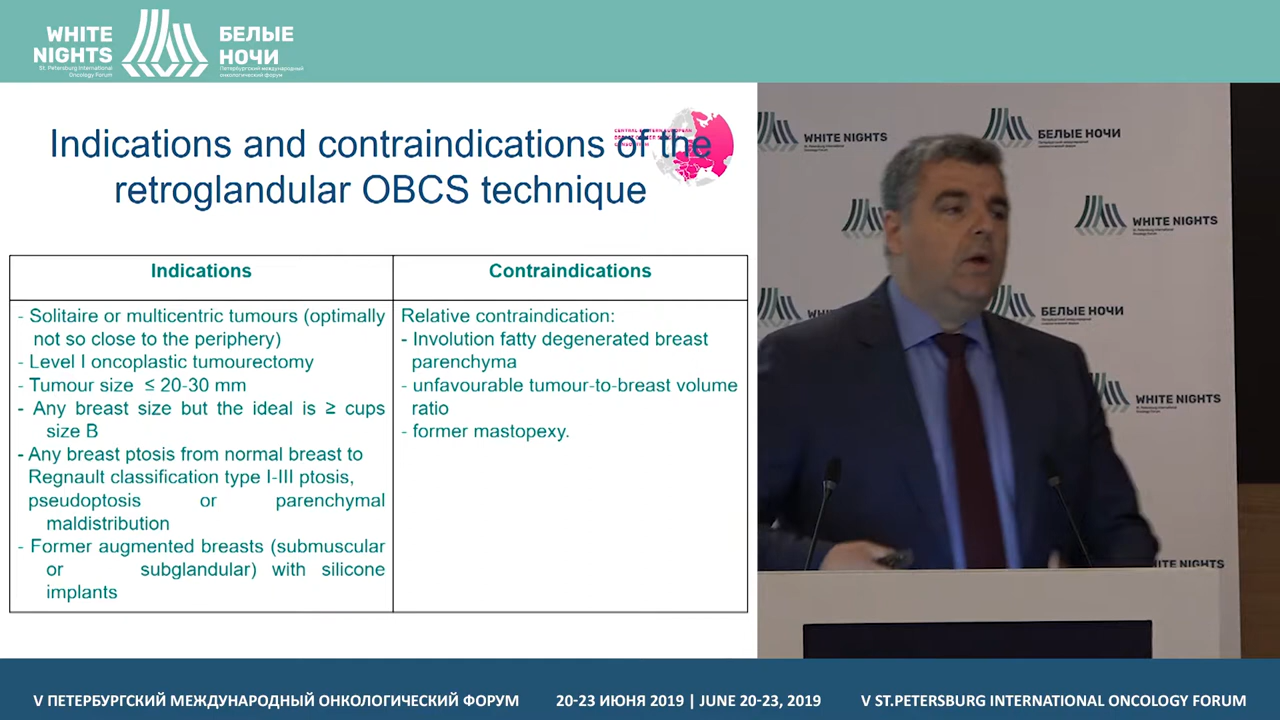 WHITE
NIGHTS
St. Petersburg International
Oncology Forum
БЕЛЫЕ
НОЧИ
Петербургский международный
онкологический форум
Indications and contraindications of the
retroglandular OBCS technique
CENTRAL-EASTERN EUROPEAN
Indications
- Solitaire or multicentric tumours (optimally
not so close to the periphery)
- Level I oncoplastic tumourectomy
- Tumour size ≤ 20-30 mm
- Any breast size but the ideal is ≥ cups
size B
- Any breast ptosis from normal breast to
Regnault classification type I-III ptosis,
pseudoptosis or parenchymal
maldistribution
- Former augmented breasts (submuscular
or subglandular) with silicone
implants
Contraindications
Relative contraindication:
- Involution fatty degenerated breast
parenchyma
- unfavourable tumour-to-breast volume
ratio
- former mastopexy.
WHITE NIGHTS
БЕЛЫЕ НОЧИ
WHITE NIGHTS
БЕЛЫЕ НОЧИ
WHITE NIGHTS
WHITE NIGHTS
V ПЕТЕРБУРГСКИЙ МЕЖДУНАРОДНЫЙ ОНКОЛОГИЧЕСКИЙ ФОРУМ
20-23 ИЮНЯ 2019 | JUNE 20-23, 2019
V ST.PETERSBURG INTERNATIONAL ONCOLOGY FORUM